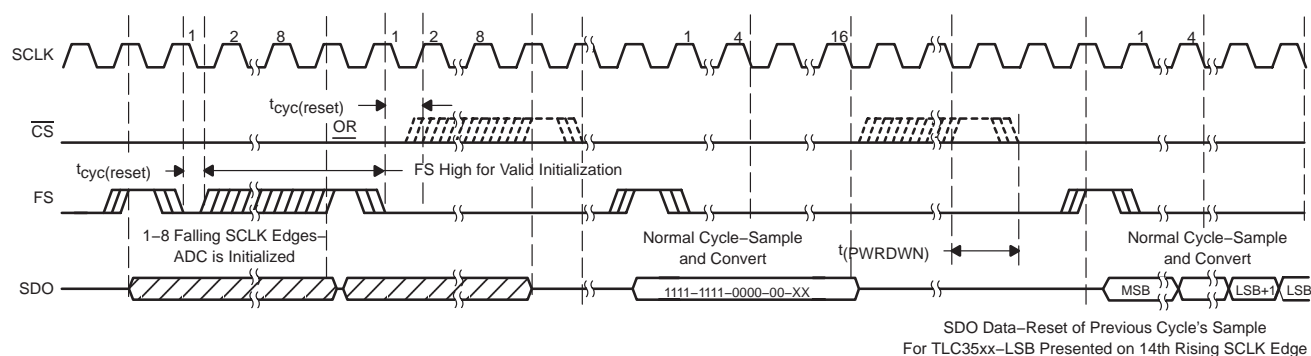 1 2 8 1 2 8 1 4 16 1 4
SCLK
tcyc(reset)
OR
CS
tcyc(reset)
FS High for Valid Initialization
FS
1–8 Falling SCLK Edges–
ADC is Initialized
Normal Cycle–Sample
and Convert
t(PWRDWN)
Normal Cycle–Sample
and Convert
SDO
1111–1111–0000–00–XX
MSB
LSB+1
LSB
SDO Data–Reset of Previous Cycle's Sample
For TLC35xx–LSB Presented on 14th Rising SCLK Edge